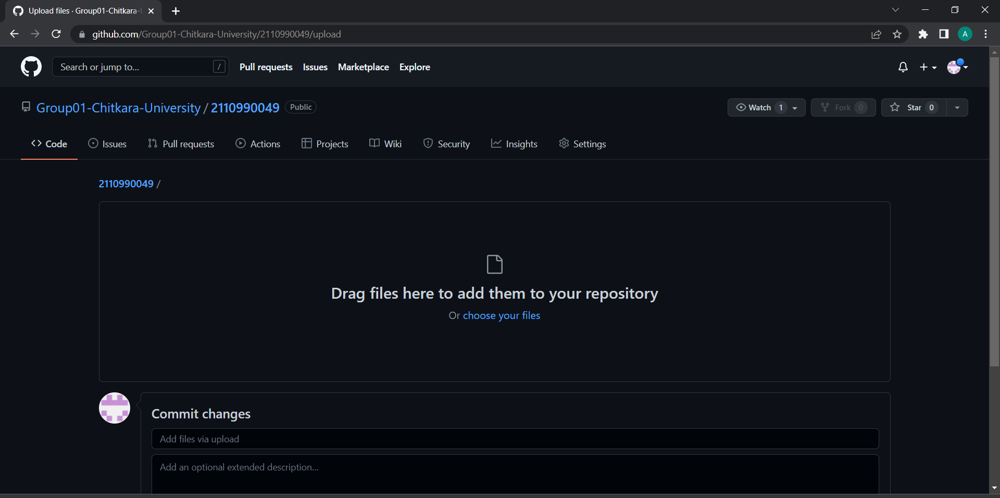 Upload files · Group01-Chitkara-U
github.com/Group01-Chitkara-University/2110990049/upload
A
Search or jump to... /
Pull requests Issues Marketplace Explore
Group01-Chitkara-University / 2110990049 Public
Watch 1 Fork 0 Star 0
Code Issues Pull requests Actions Projects Wiki Security Insights Settings
2110990049 /
Drag files here to add them to your repository
Or choose your files
Commit changes
Add files via upload
Add an optional extended description...